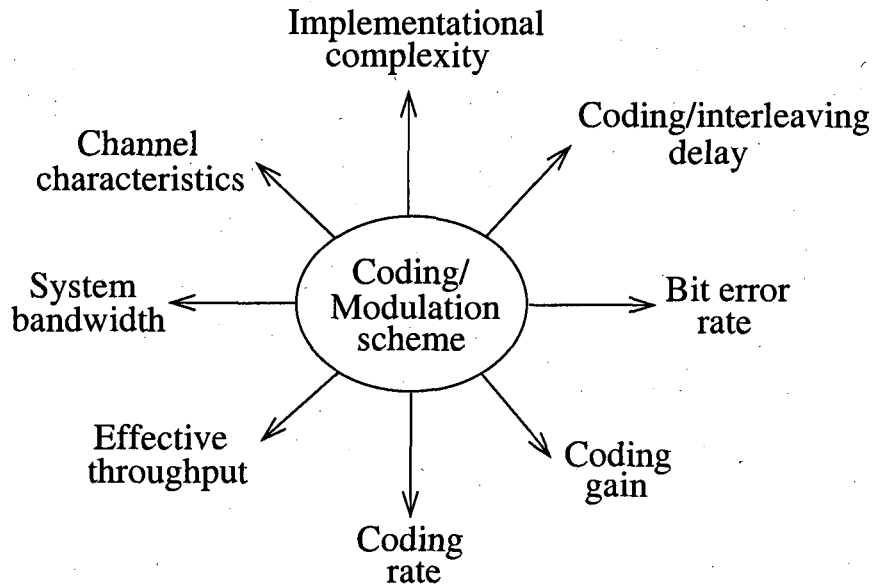 Implementational
complexity
Coding/interleaving
delay
Channel
characteristics
Coding/
Modulation
scheme
System
bandwidth
Bit error
rate
Effective
throughput
Coding
gain
Coding
rate